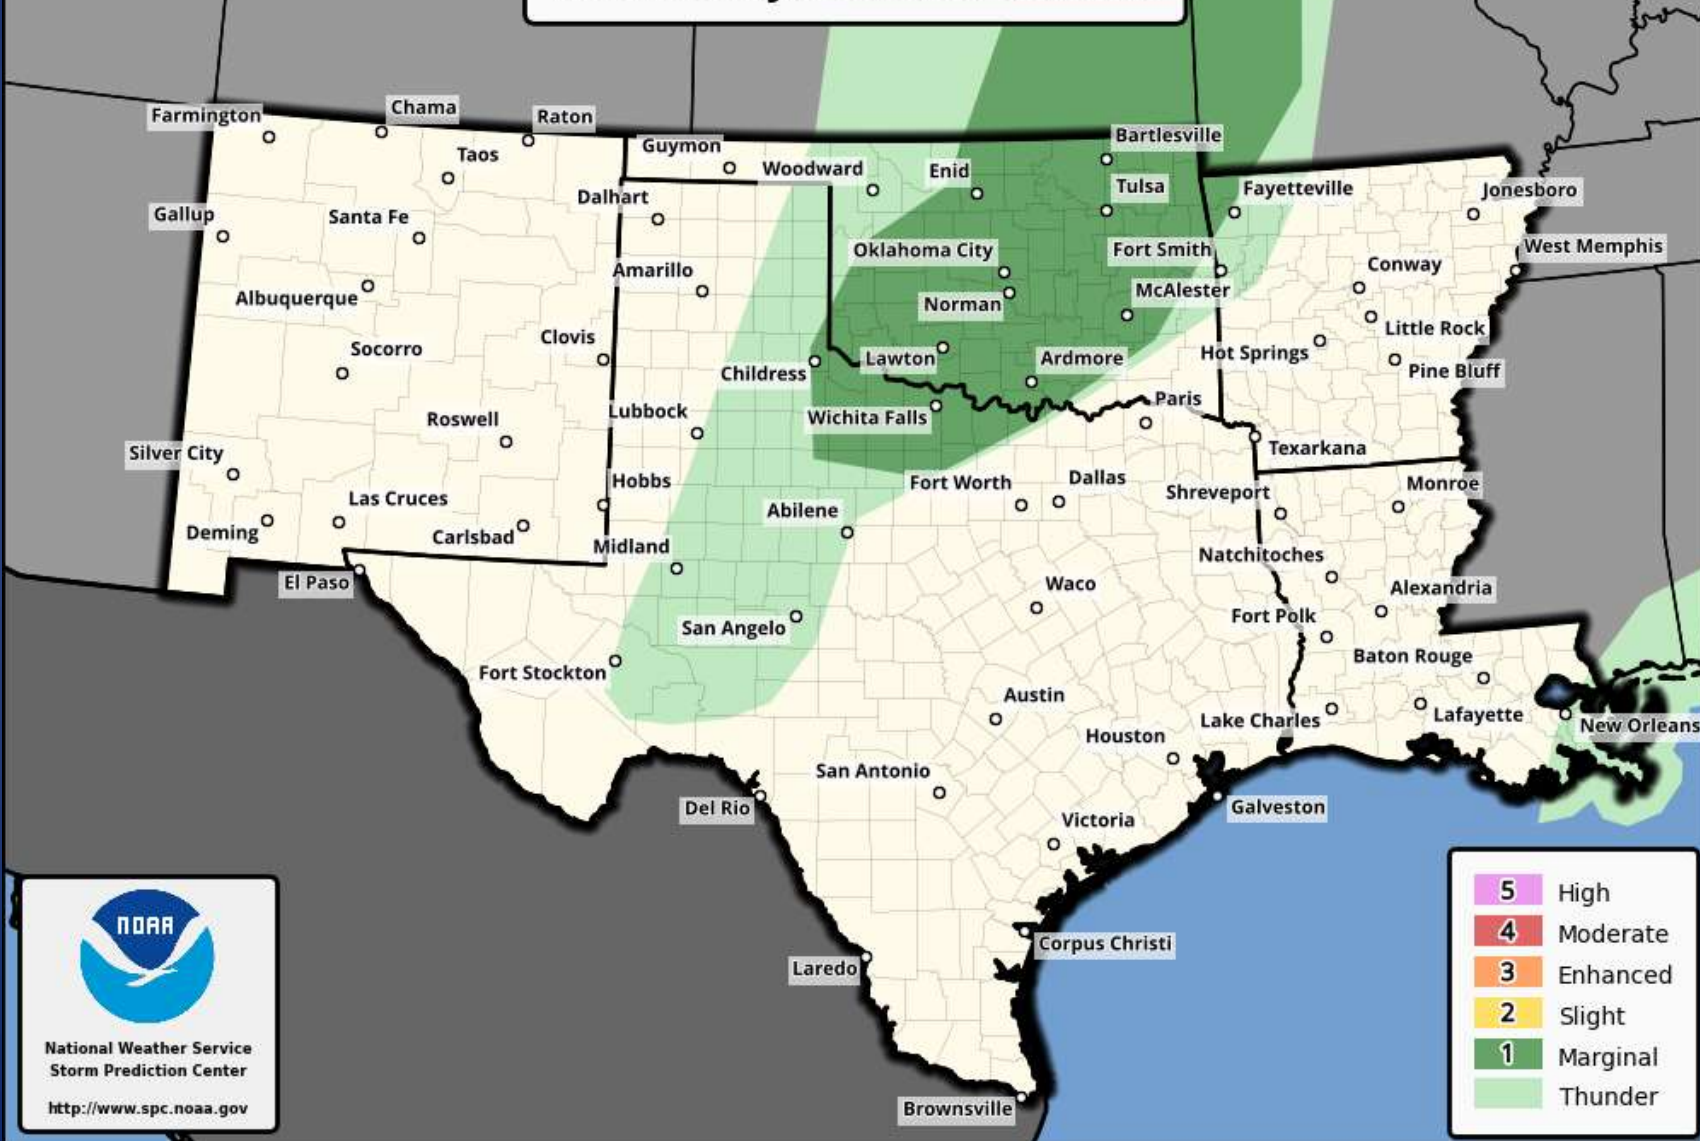 Farmington
Chama
Raton
Taos
Guymon
Woodward
Enid
Bartlesville
Tulsa
Fayetteville
Jonesboro
Gallup
Santa Fe
Dalhart
Oklahoma City
Fort Smith
West Memphis
Albuquerque
Amarillo
Norman
McAlester
Conway
Socorro
Clovis
Childress
Lawton
Ardmore
Hot Springs
Little Rock
Pine Bluff
Roswell
Lubbock
Wichita Falls
Paris
Texarkana
Silver City
Las Cruces
Hobbs
Fort Worth
Dallas
Shreveport
Monroe
Deming
Carlsbad
Midland
Abilene
Natchitoches
El Paso
Waco
Alexandria
San Angelo
Fort Polk
Fort Stockton
Baton Rouge
Austin
Lake Charles
Lafayette
New Orleans
Houston
San Antonio
Del Rio
Galveston
Victoria
Corpus Christi
Laredo
Brownsville
NOAA
National Weather Service
Storm Prediction Center
http://www.spc.noaa.gov
5 High
4 Moderate
3 Enhanced
2 Slight
1 Marginal
Thunder